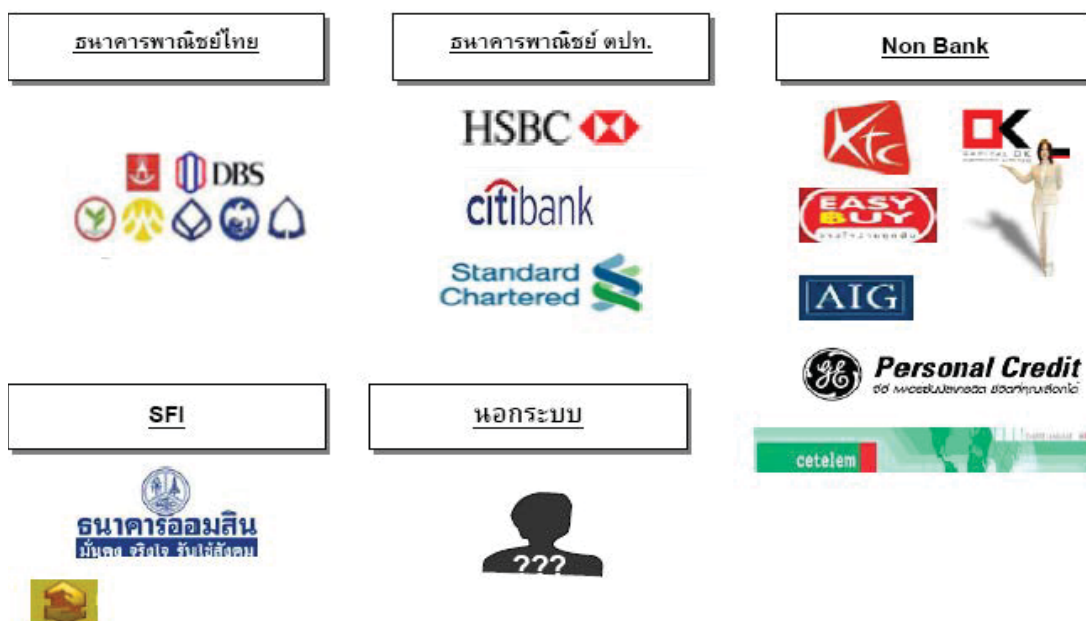 ธนาคารพาณิชย์ไทย
ธนาคารพาณิชย์ ตปท.
Non Bank
DBS
HSBC
citibank
Standard
Chartered
Ktc
OK
CAPITAL OK
EASY
BUY
AIG
GE
Personal Credit
SFI
นอกระบบ
ธนาคารออมสิน
มั่นคง จริงใจ รับใช้สังคม
???
cetelem